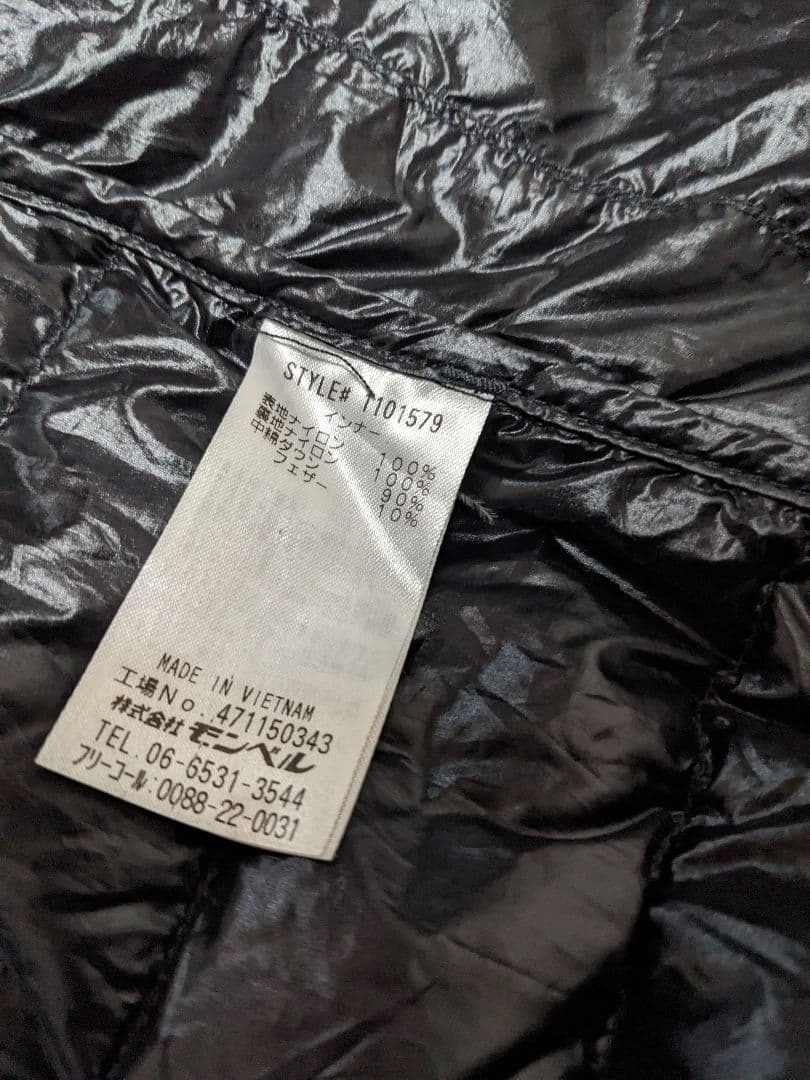 STYLE# 1101579
インナー
表地ナイロン 100%
裏地ナイロン 100%
中綿ダウン 90%
フェザー 10%
MADE IN VIETNAM
工場No.:471150343
株式会社 モンベル
TEL.06-6531-3544
フリーコール:0088-22-0031